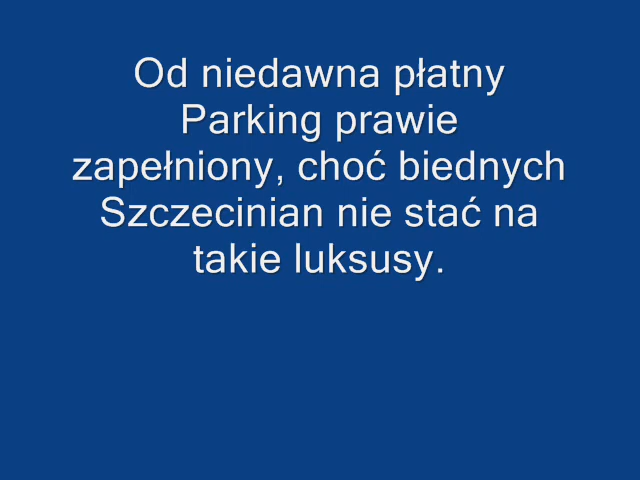 Od niedawna płatny
Parking prawie
zapełniony, choć biednych
Szczecinian nie stać na
takie luksusy.